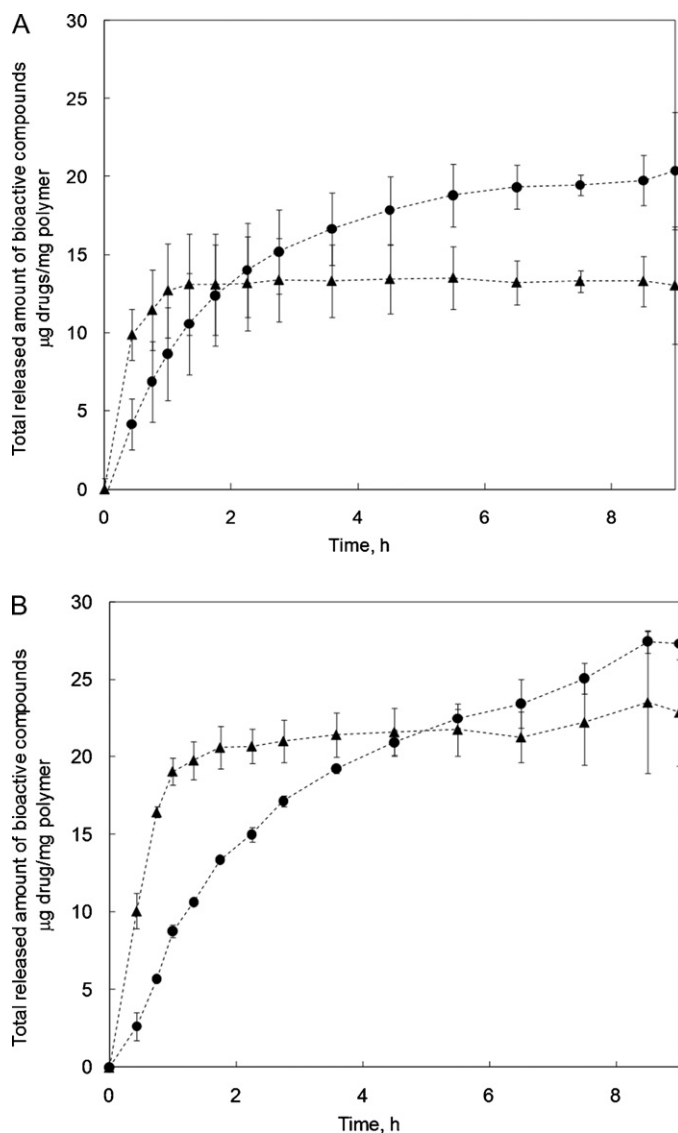 A
30
25
20
15
10
5
0
0 2 4 6 8
Time, h
Total released amount of bioactive compounds
µg drugs/mg polymer
B
30
25
20
15
10
5
0
0 2 4 6 8
Time, h
Total released amount of bioactive compounds
µg drug/mg polymer